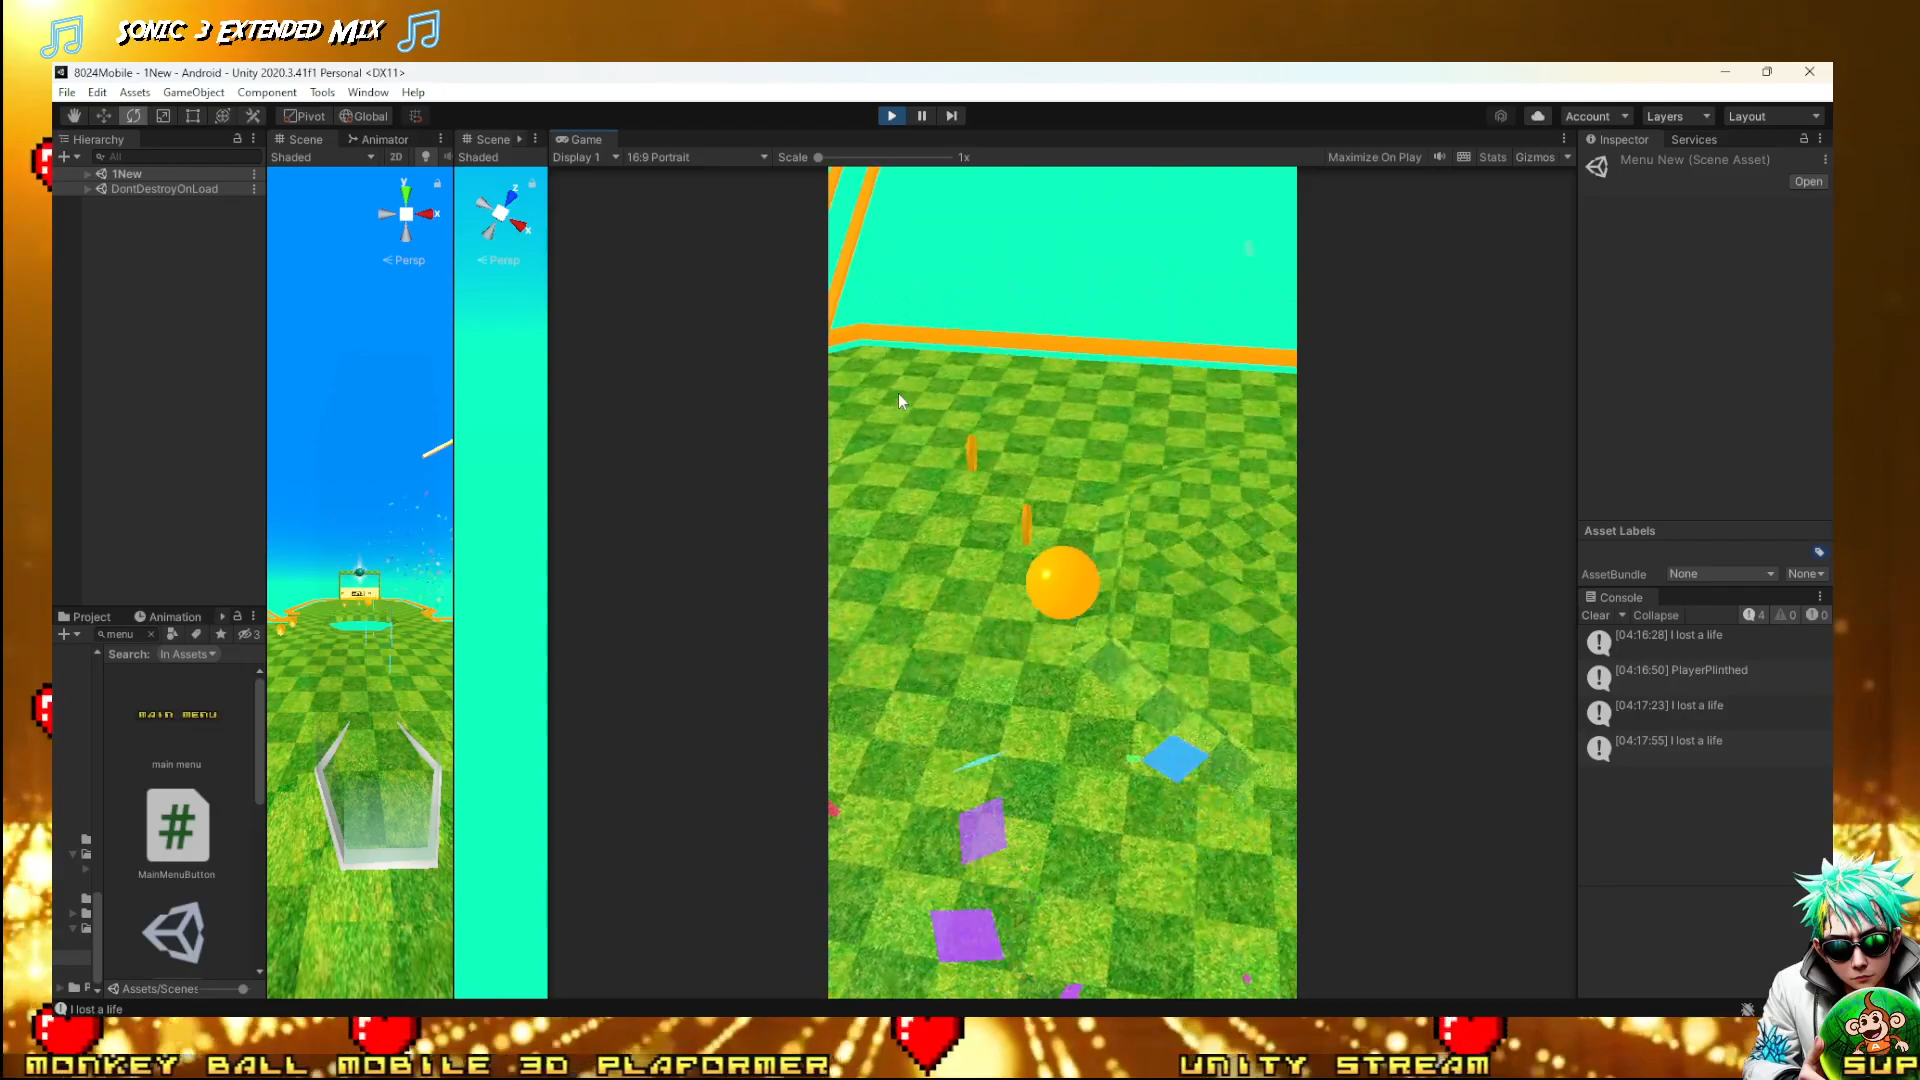 Sonic 3 Extended Mix
8024Mobile - 1New - Android - Unity 2020.3.41f1 Personal <DX11>
File Edit Assets GameObject Component Tools Window Help
Pivot Global Account Layers Layout
Hierarchy Scene Animator Scene Game Inspector Services
All Shaded 2D Shaded Display 1 16:9 Portrait Scale 1x Maximize On Play Stats Gizmos
Menu New (Scene Asset)
Open
1New
DontDestroyOnLoad
y x z x
Persp Persp
Asset Labels
AssetBundle None None
Console
Clear Collapse 4 0 0
[04:16:28] I lost a life
[04:16:50] PlayerPlinthed
[04:17:23] I lost a life
[04:17:55] I lost a life
Project Animation
menu 3
Search: In Assets
MAIN MENU
main menu
#
MainMenuButton
P Assets/Scenes
I lost a life
MONKEY BALL MOBILE 3D PLAFORMER UNITY STREAM SUP